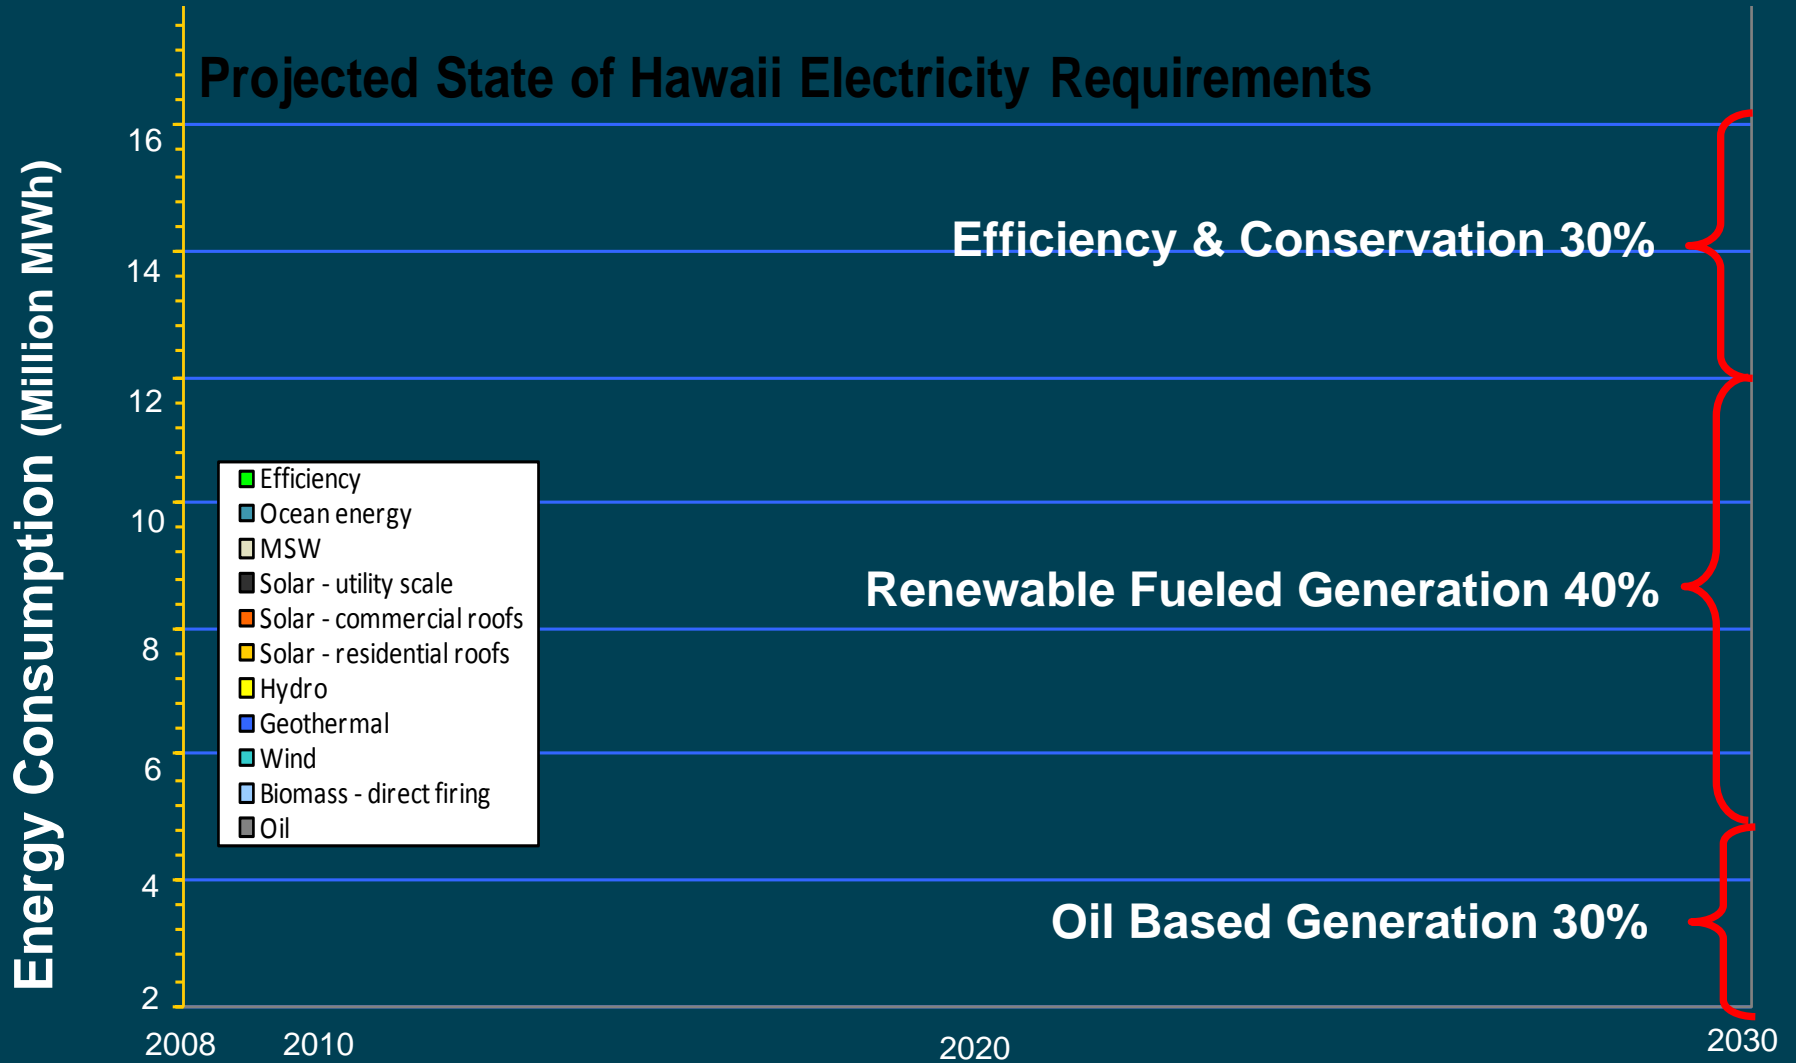 Projected State of Hawaii Electricity Requirements
Energy Consumption (Million MWh)
16
14
12
10
8
6
4
2
Efficiency & Conservation 30%
Renewable Fueled Generation 40%
Oil Based Generation 30%
Efficiency
Ocean energy
MSW
Solar - utility scale
Solar - commercial roofs
Solar - residential roofs
Hydro
Geothermal
Wind
Biomass - direct firing
Oil
2008 2010 2020 2030